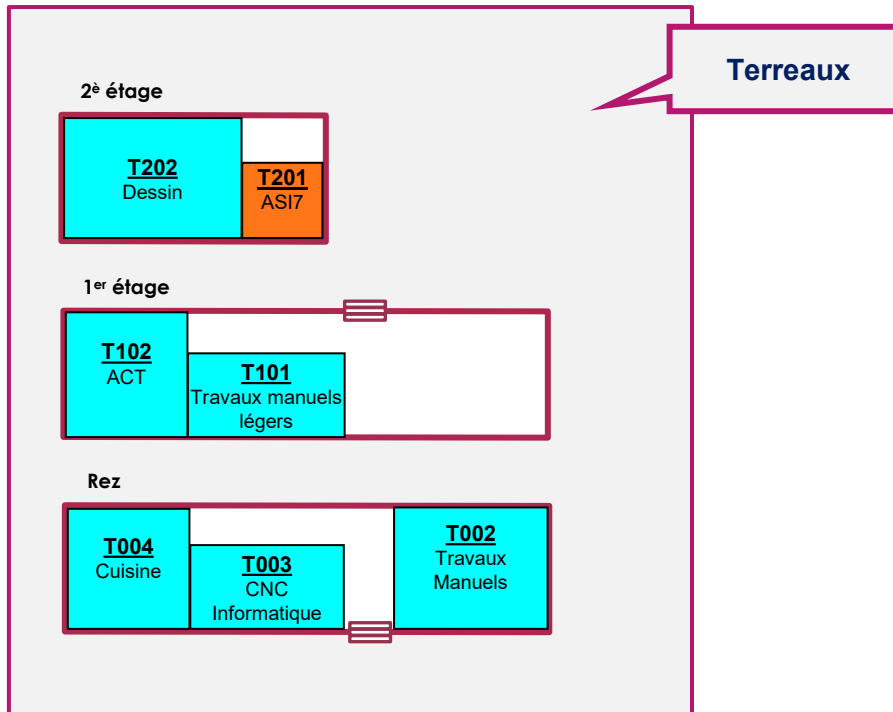 Terreaux
2è étage
T202
Dessin
T201
ASI7
1er étage
T102
ACT
T101
Travaux manuels
légers
Rez
T004
Cuisine
T003
CNC
Informatique
T002
Travaux
Manuels